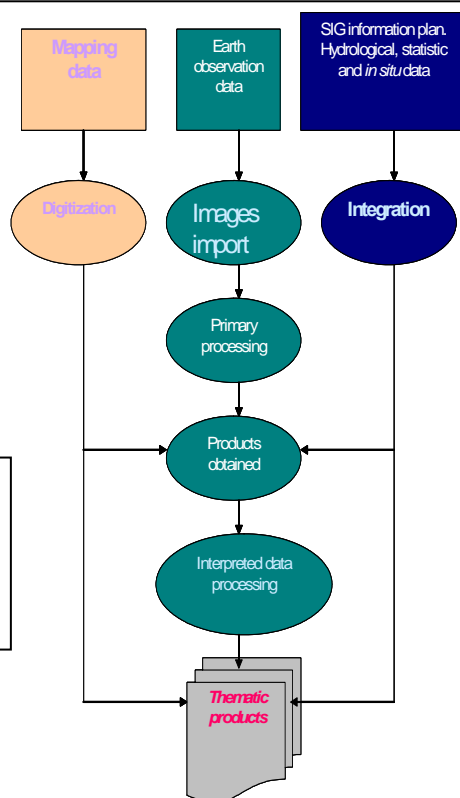 Mapping
data
Earth
observation
data
SIG information plan.
Hydrological, statistic
and in situ data
Digitization
Images
import
Integration
Primary
processing
Products
obtained
Interpreted data
processing
Thematic
products